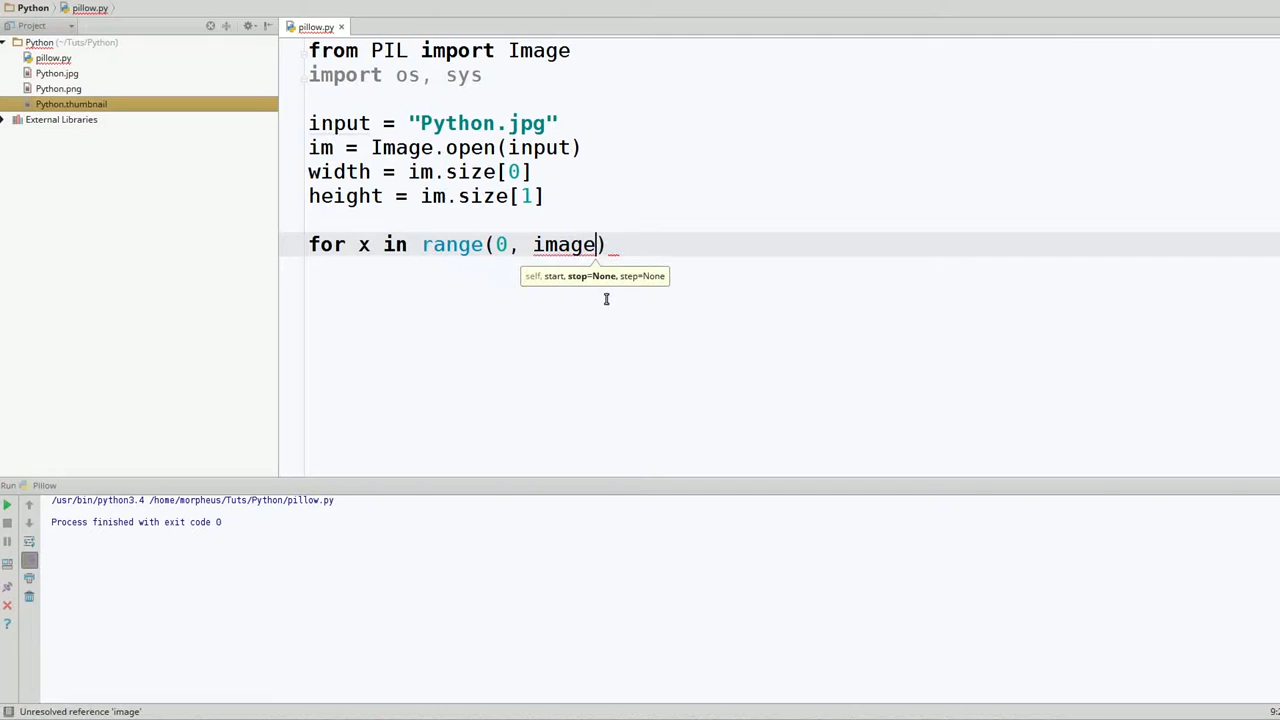 Python pillow.py
Project
pillow.py
Python (~/Tuts/Python)
pillow.py
Python.jpg
Python.png
Python.thumbnail
External Libraries
from PIL import Image
import os, sys
input = "Python.jpg"
im = Image.open(input)
width = im.size[0]
height = im.size[1]
for x in range(0, image)
self, start, stop=None, step=None
Run Pillow
/usr/bin/python3.4 /home/morpheus/Tuts/Python/pillow.py
Process finished with exit code 0
Unresolved reference 'image'